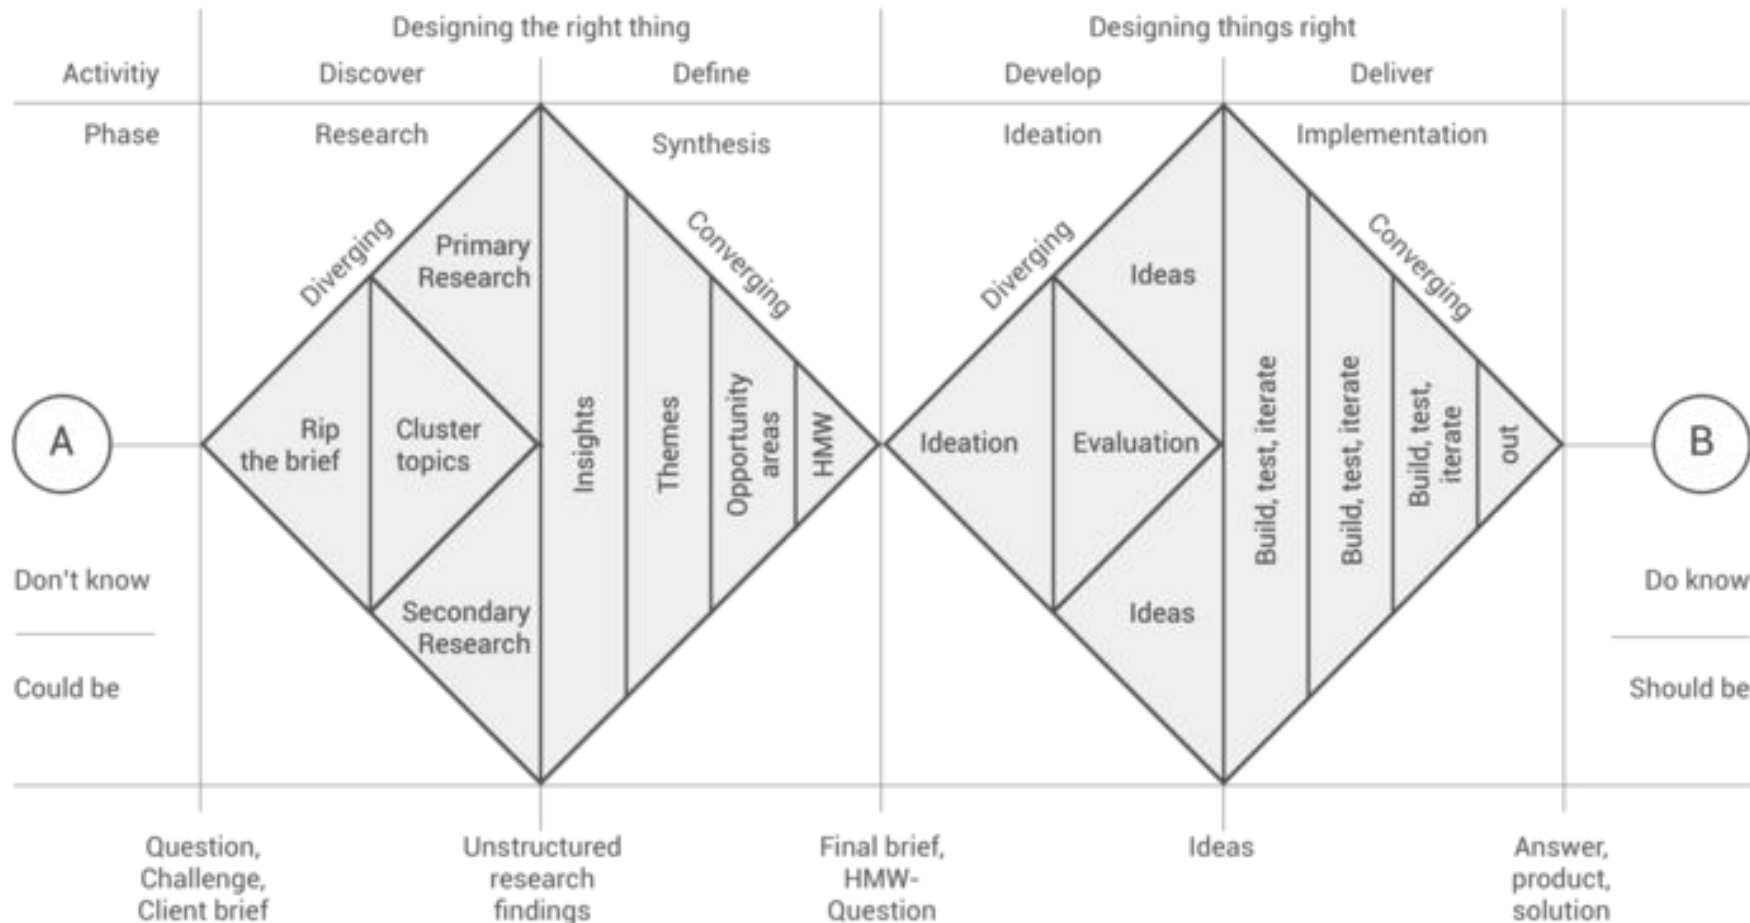 Designing the right thing
Designing things right
Activitiy
Discover
Define
Develop
Deliver
Phase
Research
Synthesis
Ideation
Implementation
Diverging
Converging
Diverging
Converging
Primary
Research
Ideas
A
Rip
the brief
Cluster
topics
Insights
Themes
Opportunity
areas
HMW
Ideation
Evaluation
Build, test, iterate
Build, test, iterate
Build, test,
iterate
out
B
Don't know
Could be
Secondary
Research
Ideas
Do know
Should be
Question,
Challenge,
Client brief
Unstructured
research
findings
Final brief,
HMW-
Question
Ideas
Answer,
product,
solution